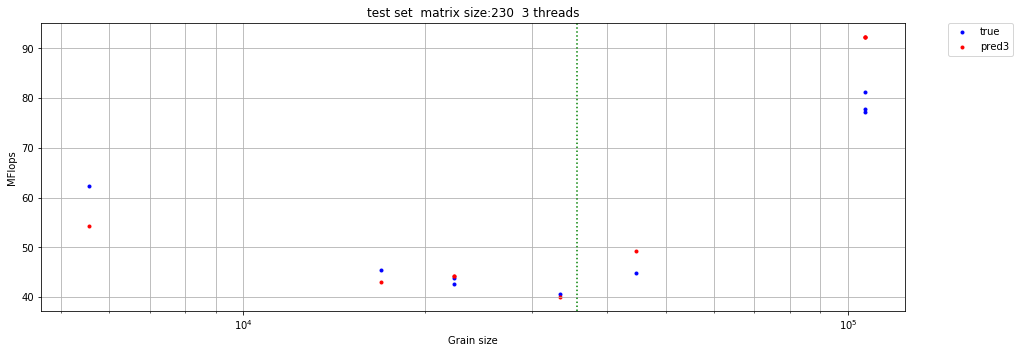 test set  matrix size:230  3 threads
true
pred3
90
80
70
60
50
40
MFlops
10^4
10^5
Grain size